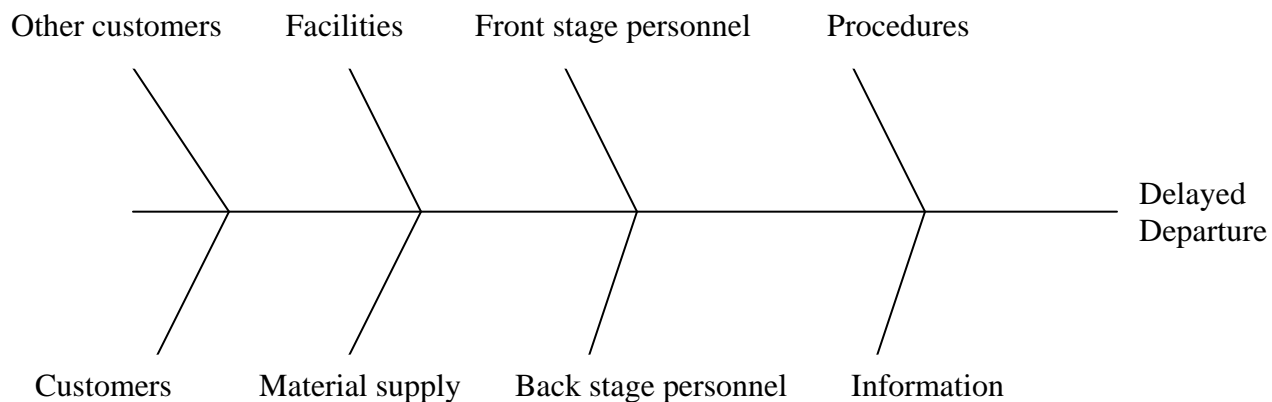 Other customers
Facilities
Front stage personnel
Procedures
Delayed
Departure
Customers
Material supply
Back stage personnel
Information